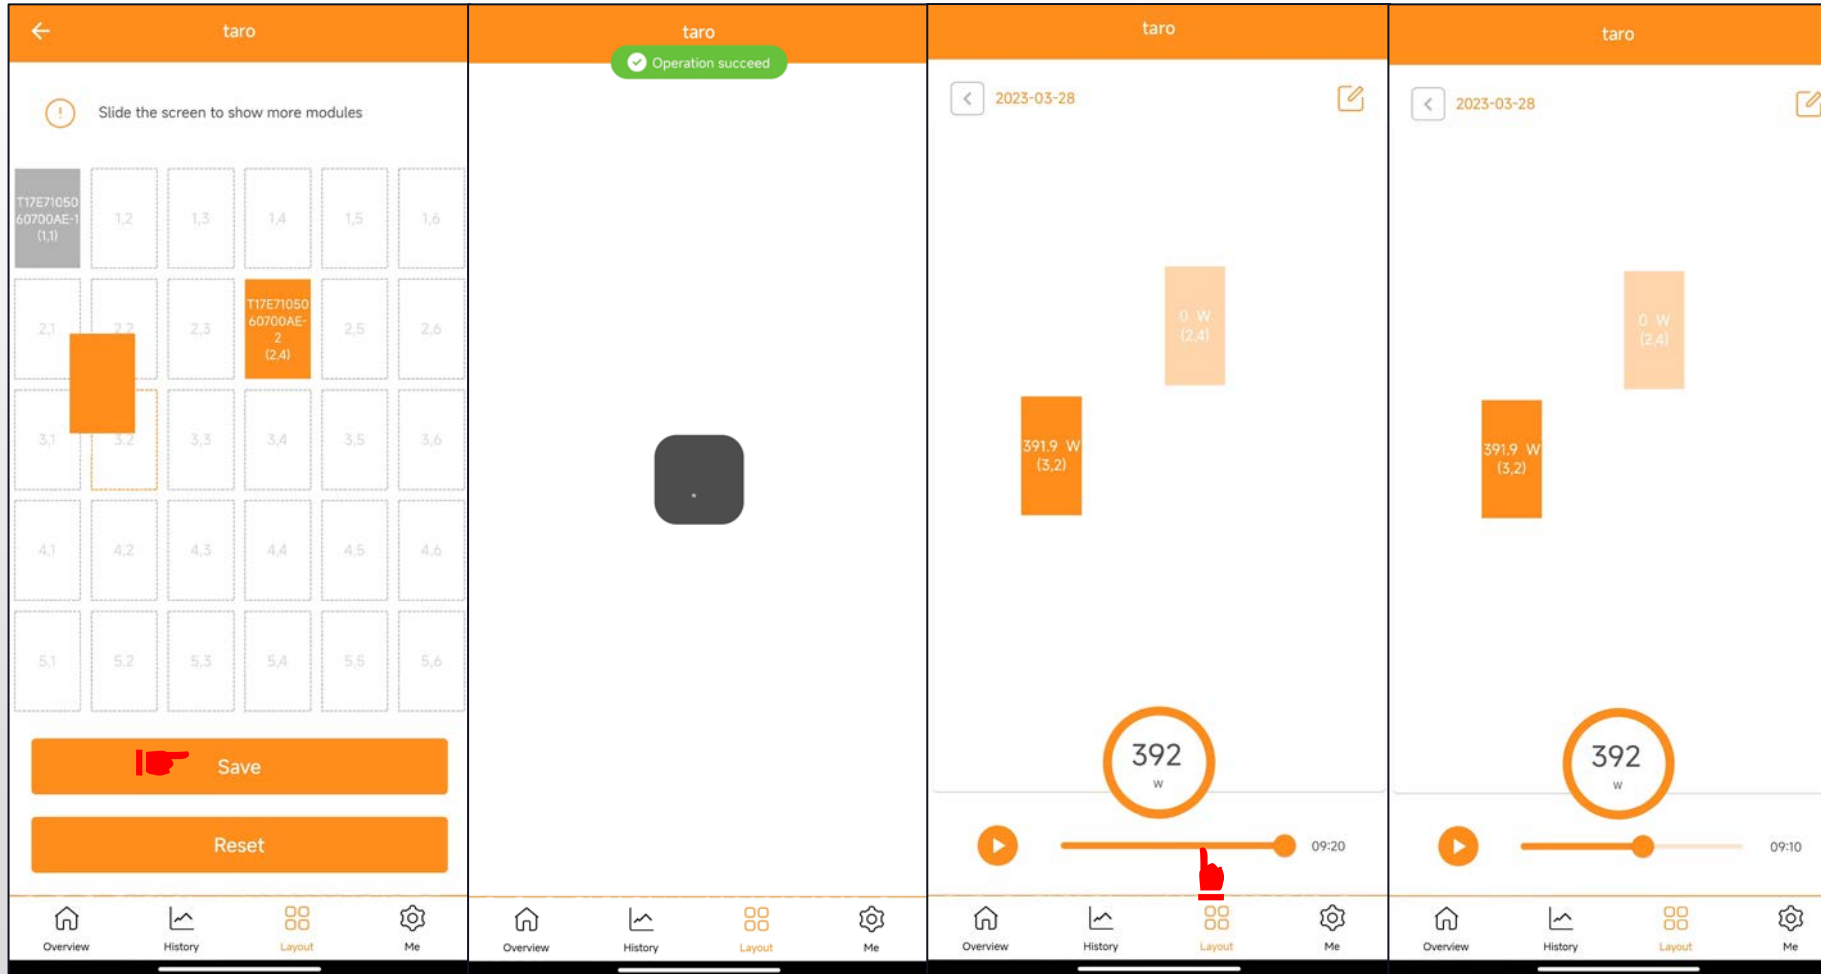 taro
Slide the screen to show more modules
T17E71050
60700AE-1
(1,1)
1,2
1,3
1,4
1,5
1,6
2,1
2,2
2,3
T17E71050
60700AE-
2
(2,4)
2,5
2,6
3,1
3,2
3,3
3,4
3,5
3,6
4,1
4,2
4,3
4,4
4,5
4,6
5,1
5,2
5,3
5,4
5,5
5,6
Save
Reset
Overview
History
Layout
Me
taro
Operation succeed
Overview
History
Layout
Me
taro
2023-03-28
0 W
(2,4)
391.9 W
(3,2)
392
W
09:20
Overview
History
Layout
Me
taro
2023-03-28
0 W
(2,4)
391.9 W
(3,2)
392
W
09:10
Overview
History
Layout
Me